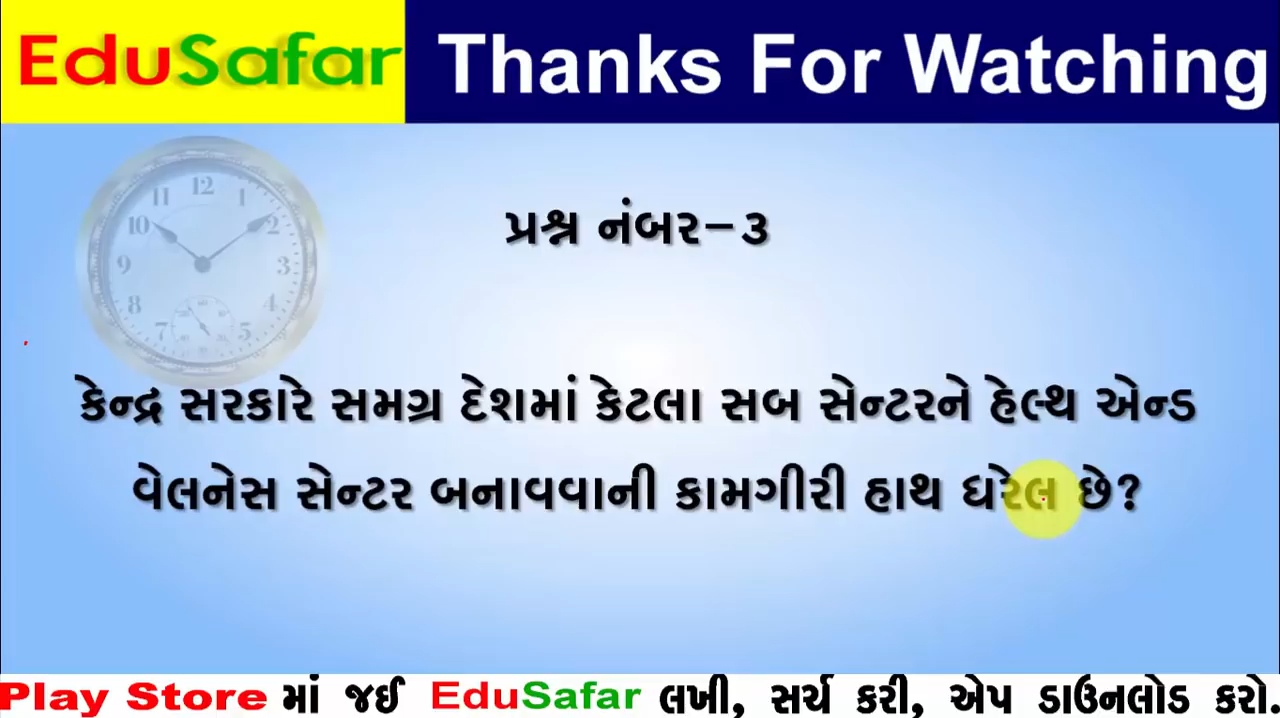 EduSafar Thanks For Watching
પ્રશ્ન નંબર-૩
કેન્દ્ર સરકારે સમગ્ર દેશમાં કેટલા સબ સેન્ટરને હેલ્થ એન્ડ
વેલનેસ સેન્ટર બનાવવાની કામગીરી હાથ ધરેલ છે?
Play Store માં જઈ EduSafar લખી, સર્ચ કરી, એપ ડાઉનલોડ કરો.